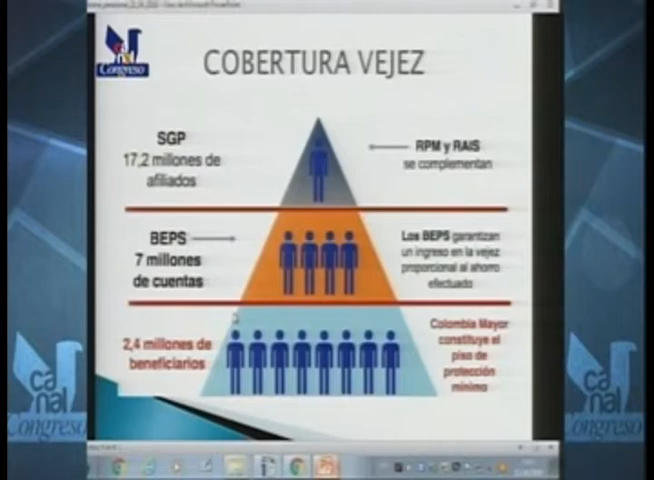 Canal
Congreso
COBERTURA VEJEZ
SGP
17,2 millones de
afiliados
RPM y RAIS
se complementan
BEPS
7 millones
de cuentas
Los BEPS garantizan
un ingreso en la vejez
proporcional al ahorro
efectuado
2,4 millones de
beneficiarios
Colombia Mayor
constituye el
piso de
protección
mínimo
canal
Congreso
canal
Congreso